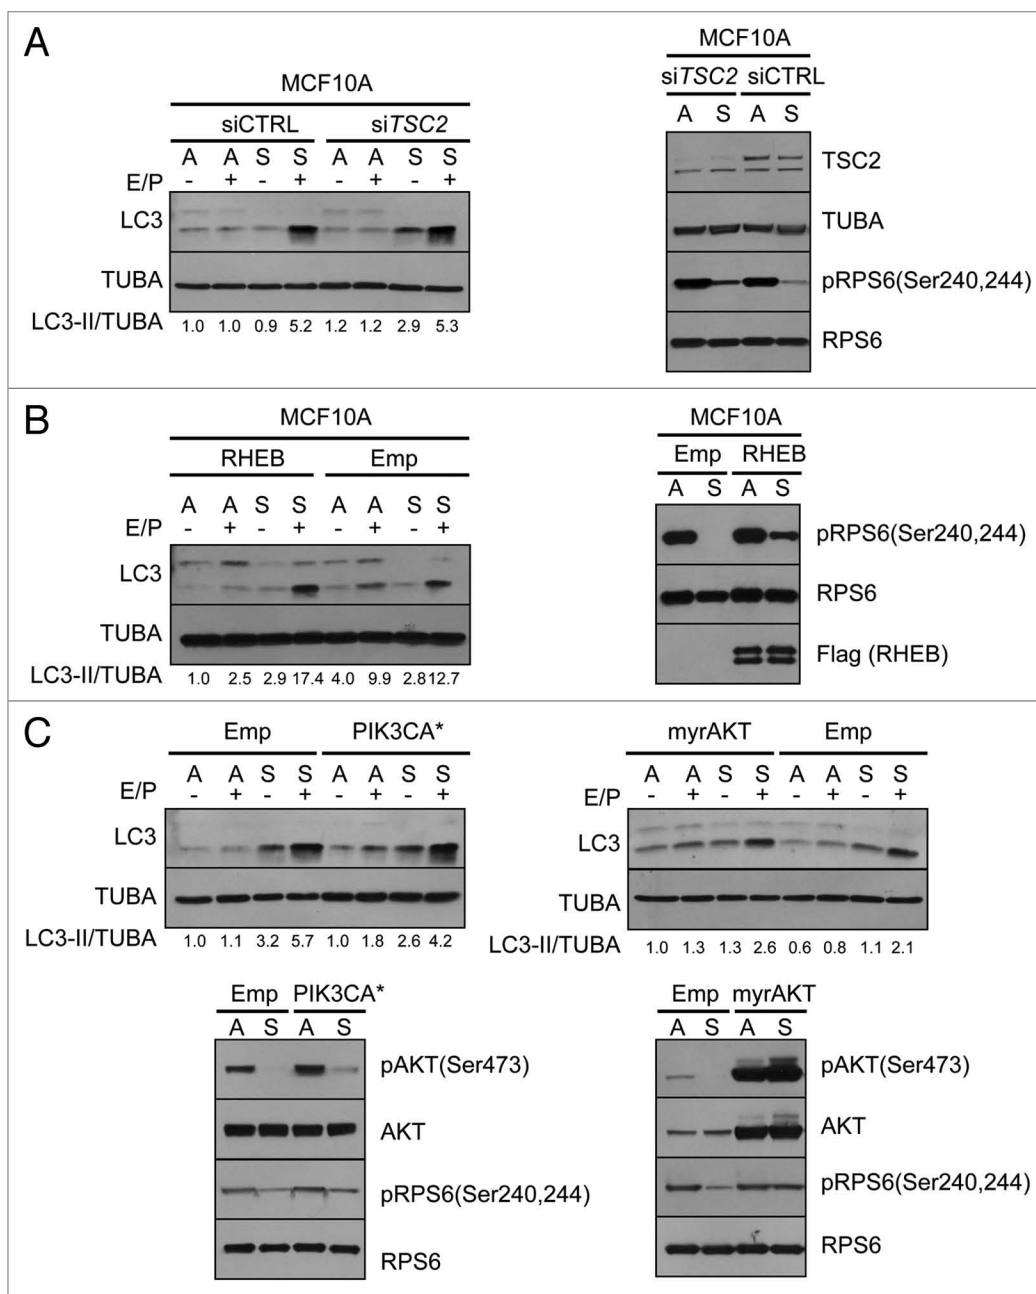 A
MCF10A
siCTRL siTSC2
A A S S A A S S
E/P - + - + - + - +
LC3
TUBA
LC3-II/TUBA 1.0 1.0 0.9 5.2 1.2 1.2 2.9 5.3
MCF10A
siTSC2 siCTRL
A S A S
TSC2
TUBA
pRPS6(Ser240,244)
RPS6
B
MCF10A
RHEB Emp
A A S S A A S S
E/P - + - + - + - +
LC3
TUBA
LC3-II/TUBA 1.0 2.5 2.9 17.4 4.0 9.9 2.8 12.7
MCF10A
Emp RHEB
A S A S
pRPS6(Ser240,244)
RPS6
Flag (RHEB)
C
Emp PIK3CA*
A A S S A A S S
E/P - + - + - + - +
LC3
TUBA
LC3-II/TUBA 1.0 1.1 3.2 5.7 1.0 1.8 2.6 4.2
myrAKT Emp
A A S S A A S S
E/P - + - + - + - +
LC3
TUBA
LC3-II/TUBA 1.0 1.3 1.3 2.6 0.6 0.8 1.1 2.1
Emp PIK3CA*
A S A S
pAKT(Ser473)
AKT
pRPS6(Ser240,244)
RPS6
Emp myrAKT
A S A S
pAKT(Ser473)
AKT
pRPS6(Ser240,244)
RPS6